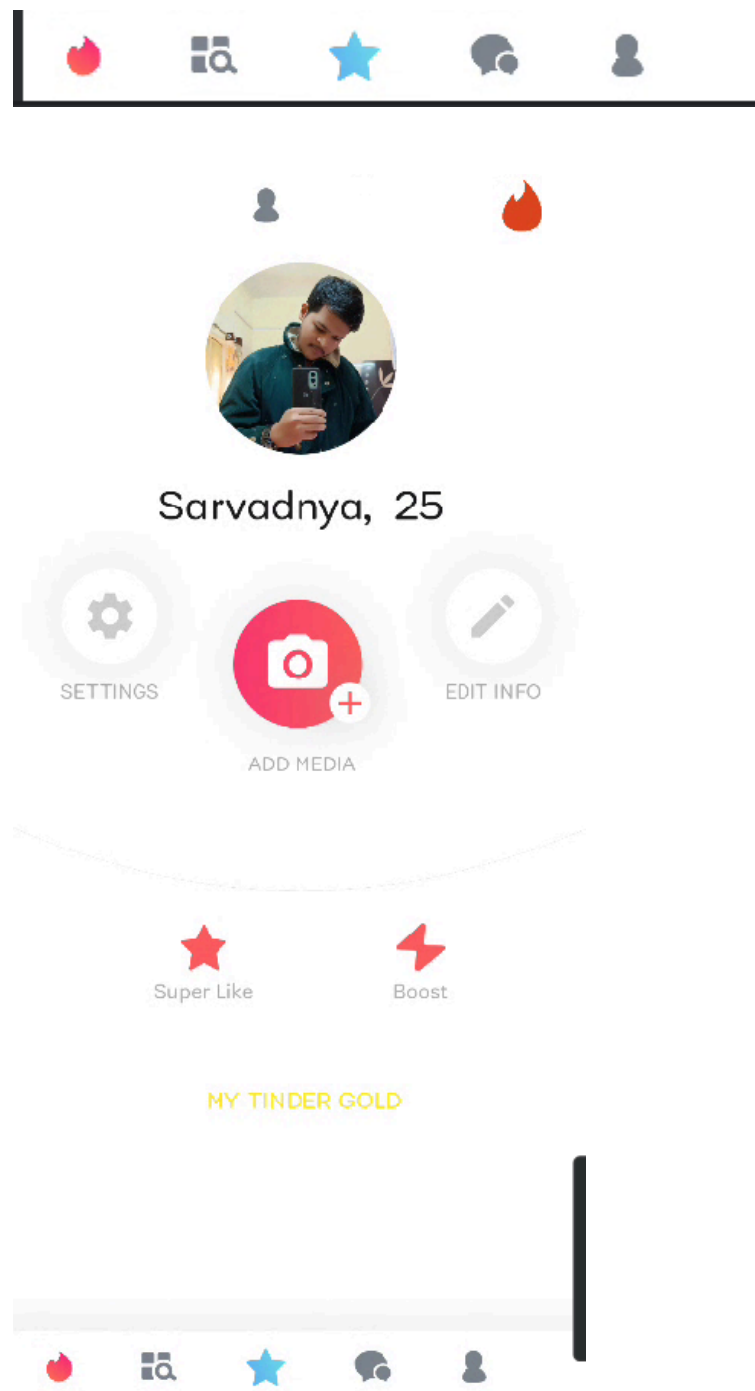 Sarvadnya, 25
SETTINGS
EDIT INFO
ADD MEDIA
Super Like
Boost
MY TINDER GOLD